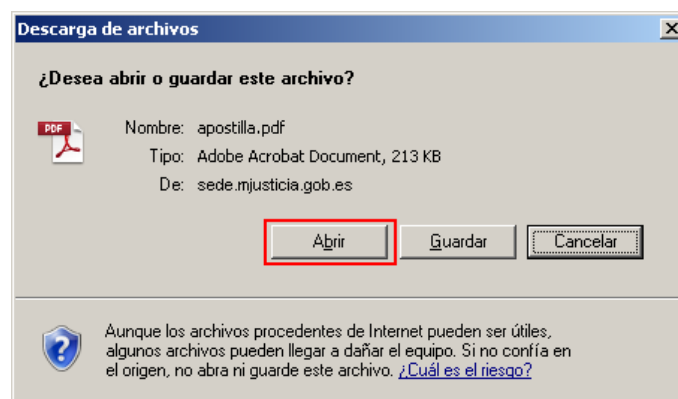 Descarga de archivos
¿Desea abrir o guardar este archivo?
PDF
Nombre: apostilla.pdf
Tipo: Adobe Acrobat Document, 213 KB
De: sede.mjusticia.gob.es
Abrir Guardar Cancelar
Aunque los archivos procedentes de Internet pueden ser útiles,
algunos archivos pueden llegar a dañar el equipo. Si no confía en
el origen, no abra ni guarde este archivo. ¿Cuál es el riesgo?